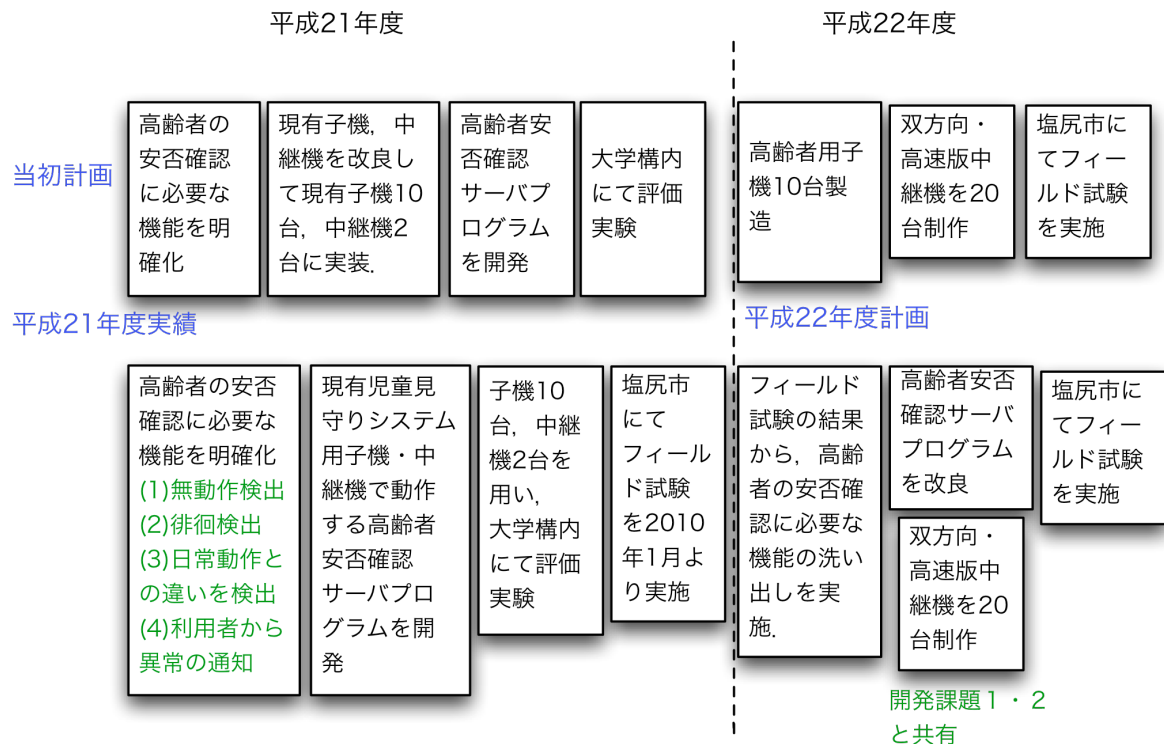 平成21年度
平成22年度
当初計画
高齢者の
安否確認
に必要な
機能を明
確化
現有子機，中
継機を改良し
て現有子機10
台，中継機2
台に実装．
高齢者安
否確認
サーバプ
ログラム
を開発
大学構内
にて評価
実験
高齢者用子
機10台製
造
双方向・
高速版中
継機を20
台制作
塩尻市に
てフィー
ルド試験
を実施
平成21年度実績
平成22年度計画
高齢者の安否
確認に必要な
機能を明確化
(1)無動作検出
(2)徘徊検出
(3)日常動作と
の違いを検出
(4)利用者から
異常の通知
現有児童見
守りシステム
用子機・中
継機で動作
する高齢者
安否確認
サーバプロ
グラムを開
発
子機10
台，中継
機2台を
用い，
大学構内
にて評価
実験
塩尻市
にて
フィール
ド試験
を2010
年1月よ
り実施
フィールド
試験の結果
から，高齢
者の安否確
認に必要な
機能の洗い
出しを実
施．
高齢者安否
確認サーバ
プログラム
を改良
双方向・
高速版中
継機を20
台制作
塩尻市に
てフィー
ルド試験
を実施
開発課題１・２
と共有